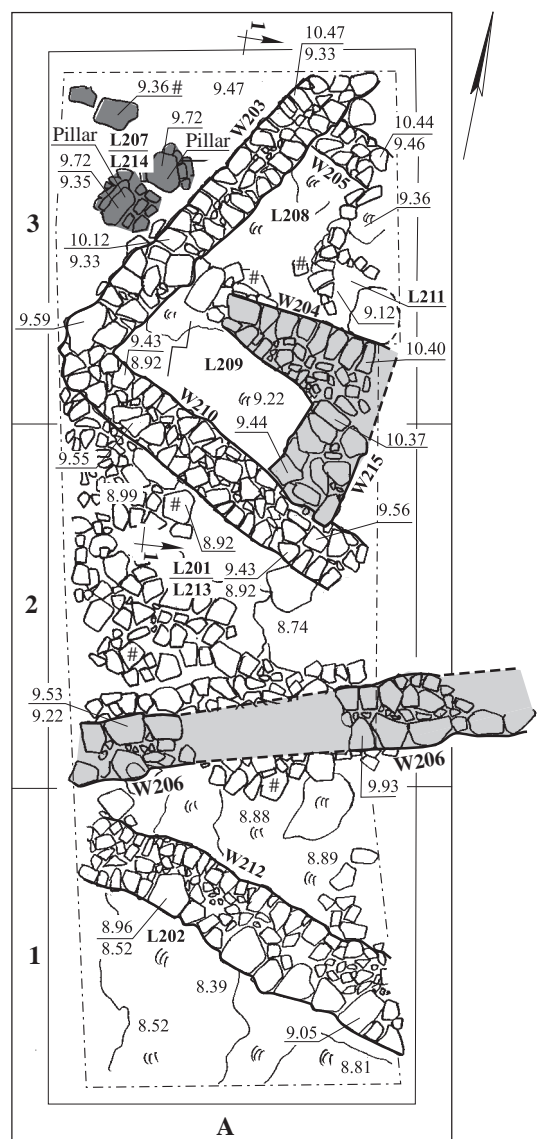 1
10.47
9.33
9.36 #
9.47
W203
10.44
9.46
Pillar
L207
L214
9.72
Pillar
W205
9.72
9.35
9.36
L208
3
10.12
9.33
#
#
W204
L211
9.12
9.59
9.43
8.92
10.40
L209
W210
9.22
9.44
10.37
W215
9.55
8.99
#
9.56
8.92
1
L201
L213
9.43
8.92
2
8.74
#
9.53
9.22
W206
#
W206
9.93
8.88
8.89
W212
8.96
8.52
L202
1
8.39
8.52
9.05
8.81
A